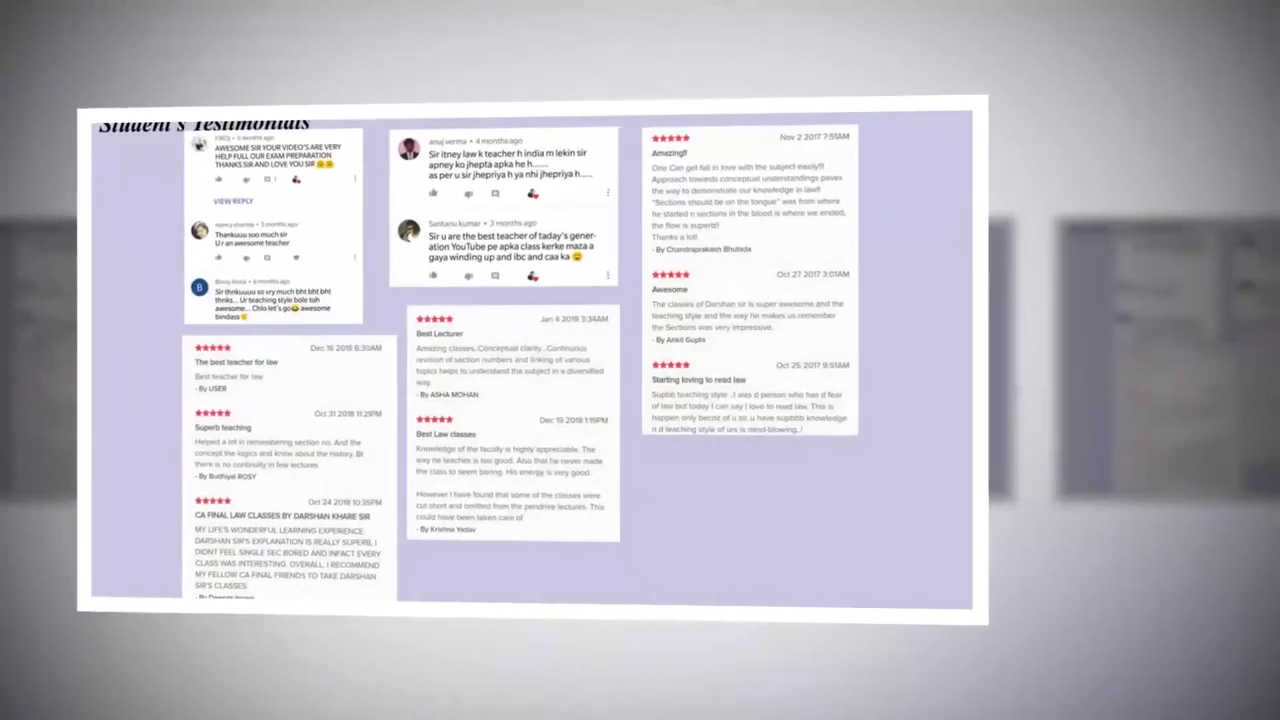 Student's Testimonials
FIROJ • 5 months ago
AWESOME SIR YOUR VIDEO'S ARE VERY
HELP FULL OUR EXAM PREPARATION
THANKS SIR AND LOVE YOU SIR 🤗🤗
VIEW REPLY
nancy sharma • 5 months ago
Thankuuu soo much sir
U r an awesome teacher
B
6 months ago
Sir thnkuuuu so vry much bht bht bht
thnks... Ur teaching style bole toh
awesome... Chlo let's go😂 awesome
bindass👏
anuj verma • 4 months ago
Sir itney law k teacher h india m lekin sir
apney ko jhepta apka he h......
as per u sir jhepriya h ya nhi jhepriya h.....
Santanu kumar • 3 months ago
Sir u are the best teacher of taday's gener-
ation YouTube pe apka class kerke maza a
gaya winding up and ibc and caa ka 😄
Dec 16 2018 6:30AM
The best teacher for law
Best teacher for law
- By USER
Oct 31 2018 11:21PM
Superb teaching
Helped a lot in remembering section no. And the
concept the logics and know about the history. Bt
there is no continuity in few lectures
- By Budhiyal ROSY
Oct 24 2018 10:35PM
CA FINAL LAW CLASSES BY DARSHAN KHARE SIR
MY LIFE'S WONDERFUL LEARNING EXPERIENCE.
DARSHAN SIR'S EXPLANATION IS REALLY SUPERB, I
DIDNT FEEL SINGLE SEC BORED AND INFACT EVERY
CLASS WAS INTERESTING. OVERALL, I RECOMMEND
MY FELLOW CA FINAL FRIENDS TO TAKE DARSHAN
SIR'S CLASSES.
Jan 4 2019 3:34AM
Best Lecturer
Amazing classes...Conceptual clarity...Continuous
revision of section numbers and linking of various
topics helps to understand the subject in a diversified
way.
- By ASHA MOHAN
Dec 19 2018 1:19PM
Best Law classes
Knowledge of the faculty is highly appreciable. The
way he teaches is too good. Also that he never made
the class to seem boring. His energy is very good.
However I have found that some of the classes were
cut short and omitted from the pendrive lectures. This
could have been taken care of
- By Krishna Yadav
Nov 2 2017 7:51AM
Amazing!!
One Can get fall in love with the subject easily!!!
Approach towards conceptual understandings paves
the way to demonstrate our knowledge in law!!
"Sections should be on the tongue" was from where
he started n sections in the blood is where we ended,
the flow is superb!!
Thanks a lot!
- By Chandraprakash Bhutada
Oct 27 2017 3:01AM
Awesome
The classes of Darshan sir is super awesome and the
teaching style and the way he makes us remember
the Sections was very impressive.
- By Ankit Gupta
Oct 25 2017 9:51AM
Starting loving to read law
Supbb teaching style ..I was d person who has d fear
of law but today I can say I love to read law. This is
happen only becoz of u sir..u have supbbb knowledge
n d teaching style of urs is mind-blowing..!